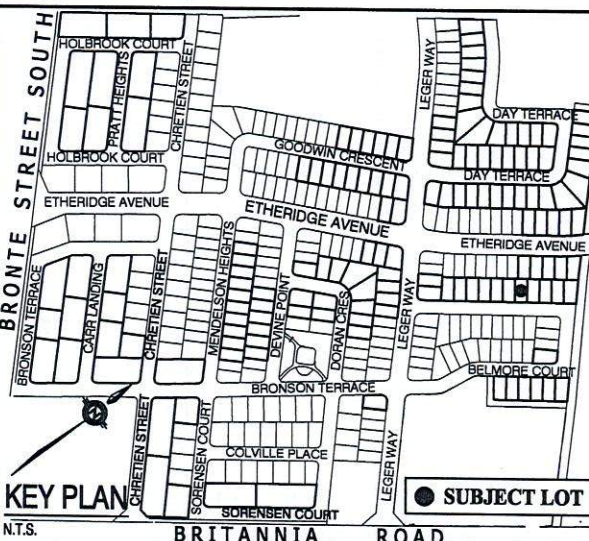 HOLBROOK COURT
BRONTE STREET SOUTH
PRATT HEIGHTS
CHRETIEN STREET
LEGER WAY
DAY TERRACE
HOLBROOK COURT
GOODWIN CRESCENT
DAY TERRACE
ETHERIDGE AVENUE
ETHERIDGE AVENUE
ETHERIDGE AVENUE
BRONSON TERRACE
CARR LANDING
CHRETIEN STREET
MENDELSON HEIGHTS
DEVINE POINT
DORAN CRES
LEGER WAY
BELMORE COURT
BRONSON TERRACE
N
CHRETIEN STREET
SORENSEN COURT
COLVILLE PLACE
LEGER WAY
SORENSEN COURT
KEY PLAN
SUBJECT LOT
N.T.S.
BRITANNIA ROAD